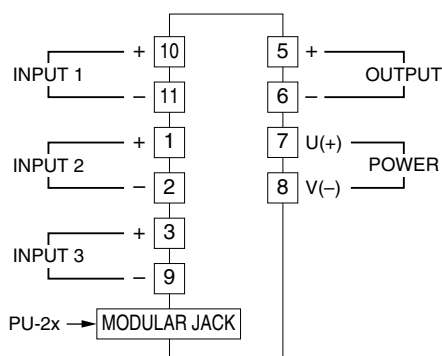 + 10
INPUT 1
− 11
+ 1
INPUT 2
− 2
+ 3
INPUT 3
− 9
PU-2x
MODULAR JACK
5 +
OUTPUT
6 −
7 U(+)
POWER
8 V(−)